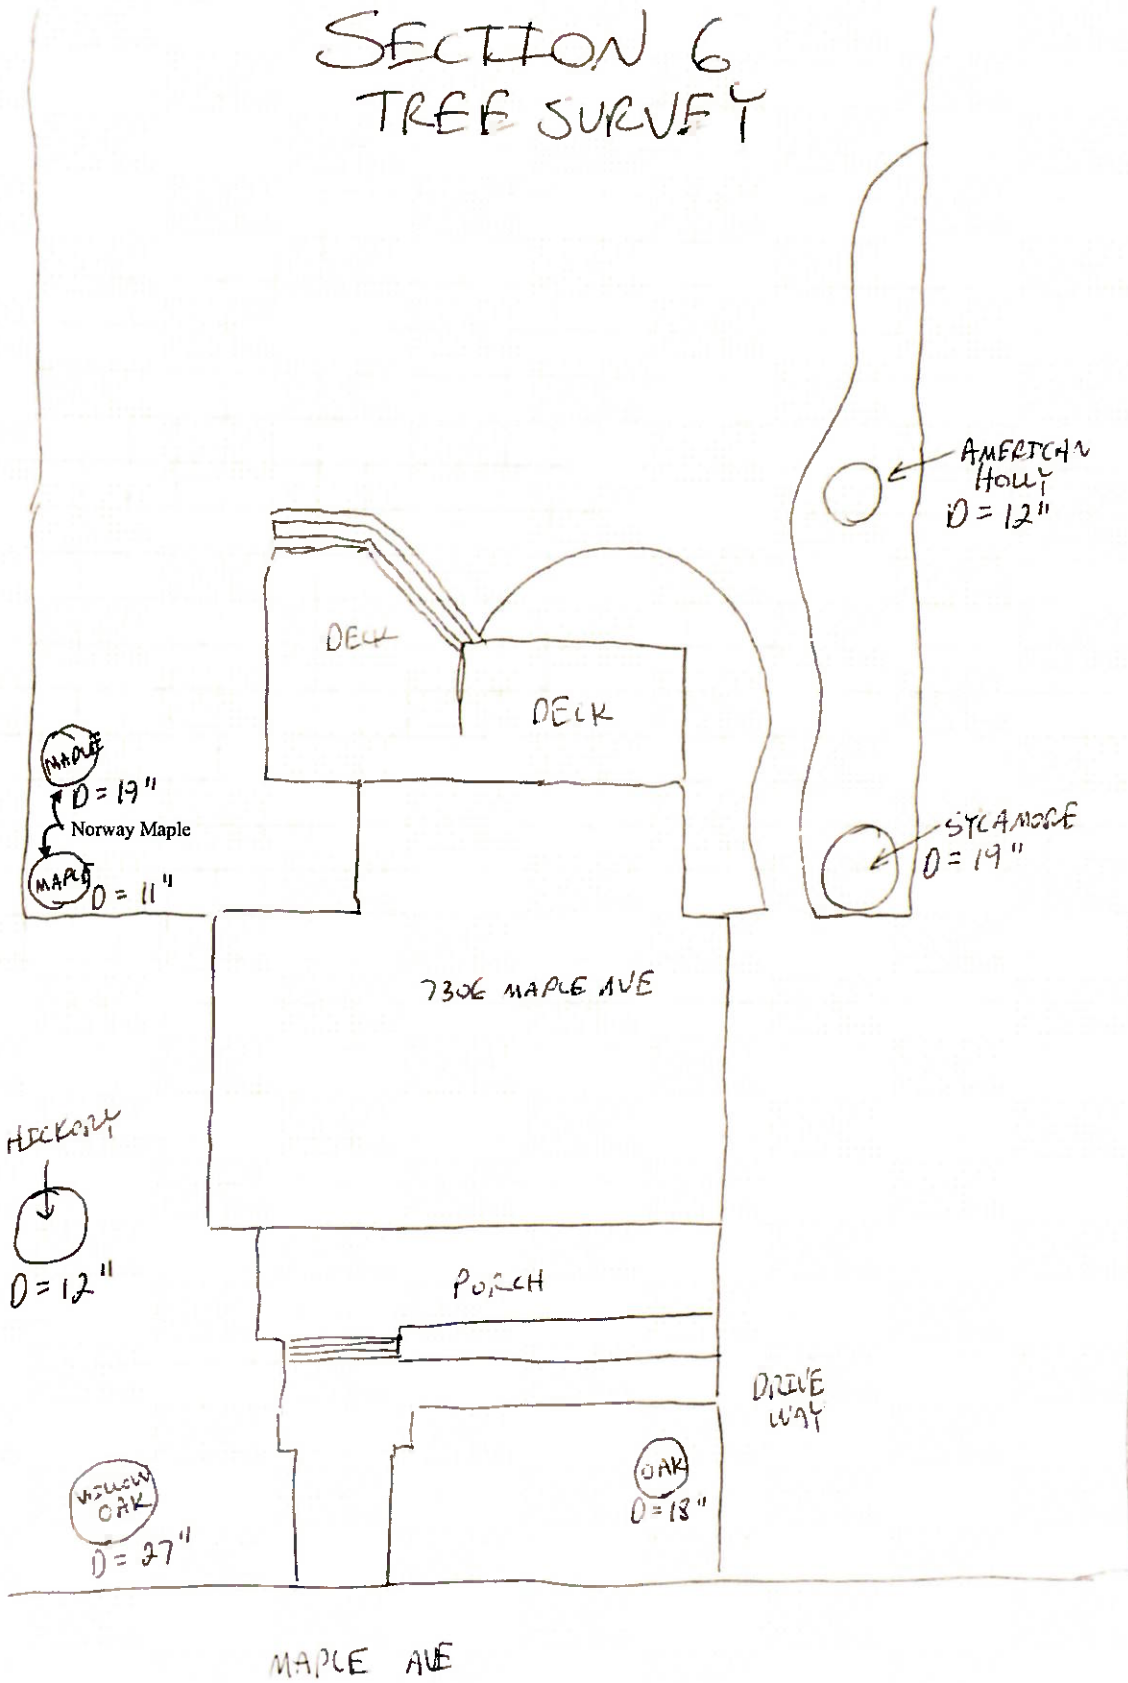 SECTION 6
TREE SURVEY
AMERICAN
HOLLY
D = 12"
DECK
DECK
MAPLE
D = 19"
Norway Maple
MAPLE
D = 11"
SYCAMORE
D = 19"
7306 MAPLE AVE
HICKORY
D = 12"
PORCH
DRIVE
WAY
WILLOW
OAK
D = 27"
OAK
D = 18"
MAPLE AVE